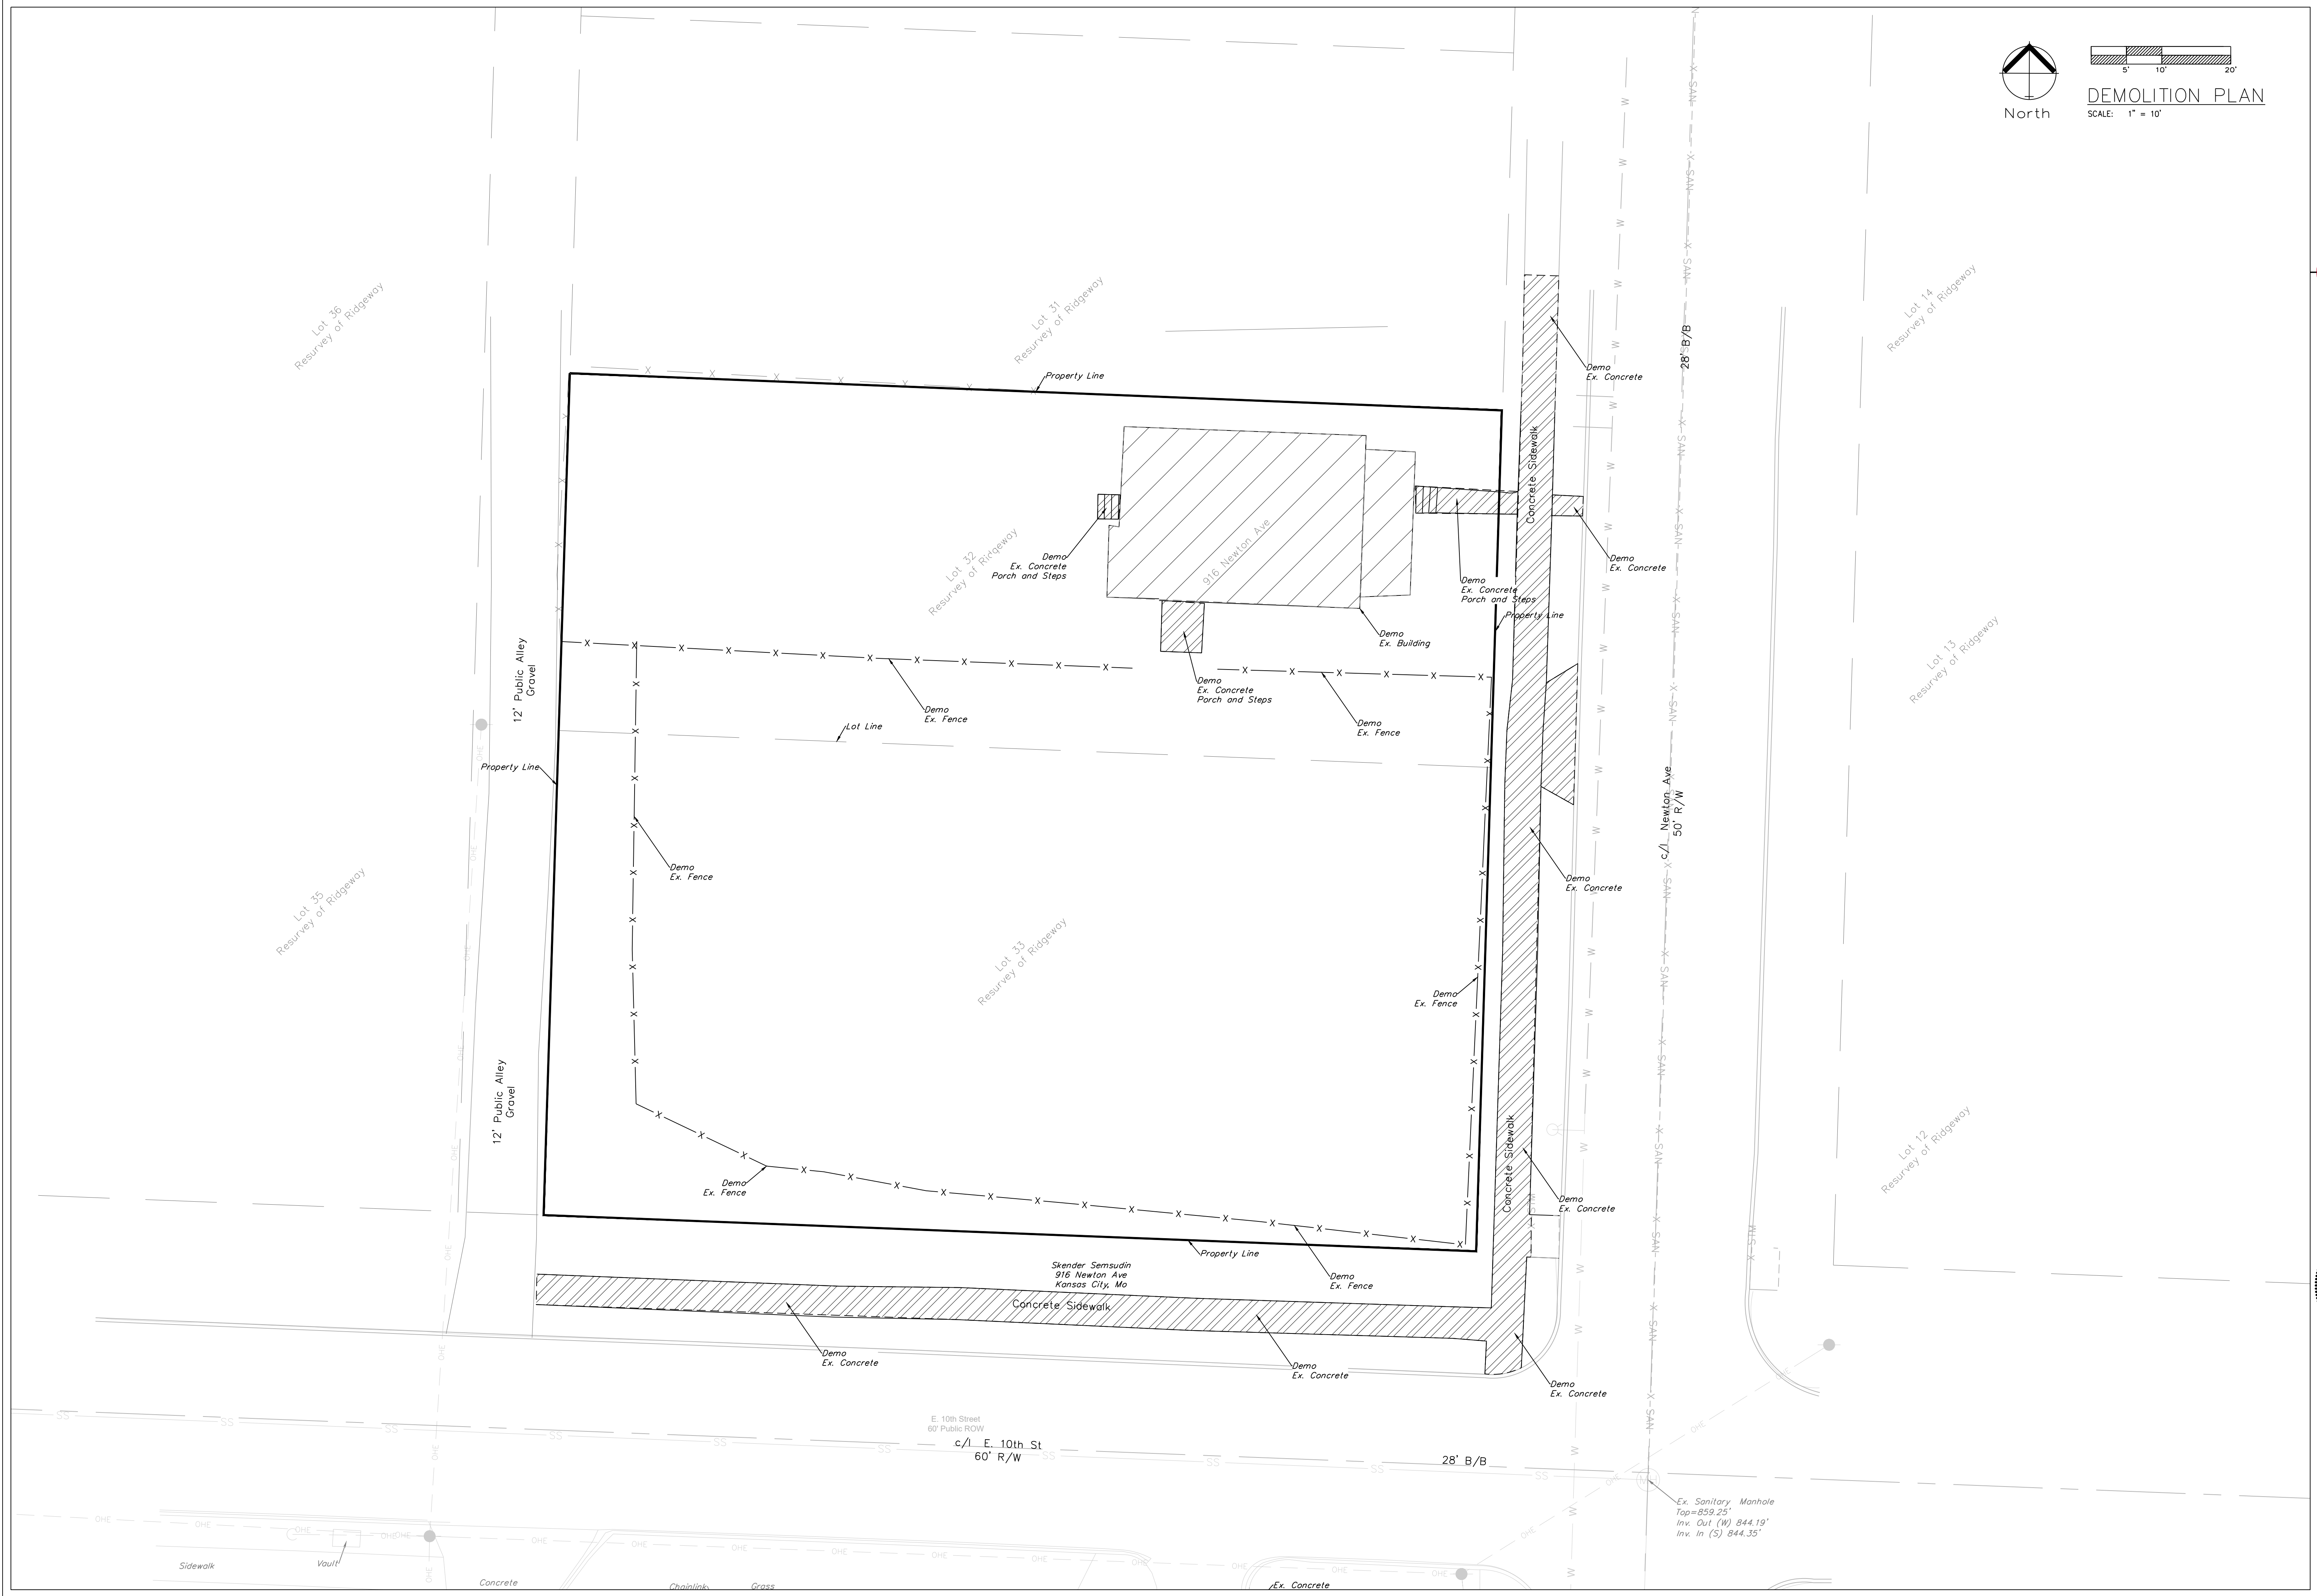 5' 10' 20'
North
DEMOLITION PLAN
SCALE: 1" = 10'
Lot 36
Resurvey of Ridgeway
Lot 31
Resurvey of Ridgeway
Lot 14
Resurvey of Ridgeway
28' B/B
Property Line
Demo
Ex. Concrete
Concrete Sidewalk
916 Newton Ave
Lot 32
Resurvey of Ridgeway
Demo
Ex. Concrete
Porch and Steps
Demo
Ex. Concrete
Demo
Ex. Concrete
Porch and Steps
Property Line
Demo
Ex. Building
Demo
Ex. Concrete
Porch and Steps
12' Public Alley
Gravel
Demo
Ex. Fence
Demo
Ex. Fence
Lot Line
Lot 13
Resurvey of Ridgeway
Property Line
c/l Newton Ave
50' R/W
Demo
Ex. Fence
Demo
Ex. Concrete
Lot 35
Resurvey of Ridgeway
Lot 33
Resurvey of Ridgeway
Demo
Ex. Fence
12' Public Alley
Gravel
Concrete Sidewalk
Lot 12
Resurvey of Ridgeway
Demo
Ex. Fence
Demo
Ex. Concrete
Property Line
Skender Semsudin
916 Newton Ave
Kansas City, Mo
Demo
Ex. Fence
Concrete Sidewalk
Demo
Ex. Concrete
Demo
Ex. Concrete
Demo
Ex. Concrete
E. 10th Street
60' Public ROW
c/l E. 10th St
60' R/W
28' B/B
MH
Ex. Sanitary Manhole
Top=859.25'
Inv. Out (W) 844.19'
Inv. In (S) 844.35'
Sidewalk
Vault
Concrete
Chainlink
Grass
Ex. Concrete